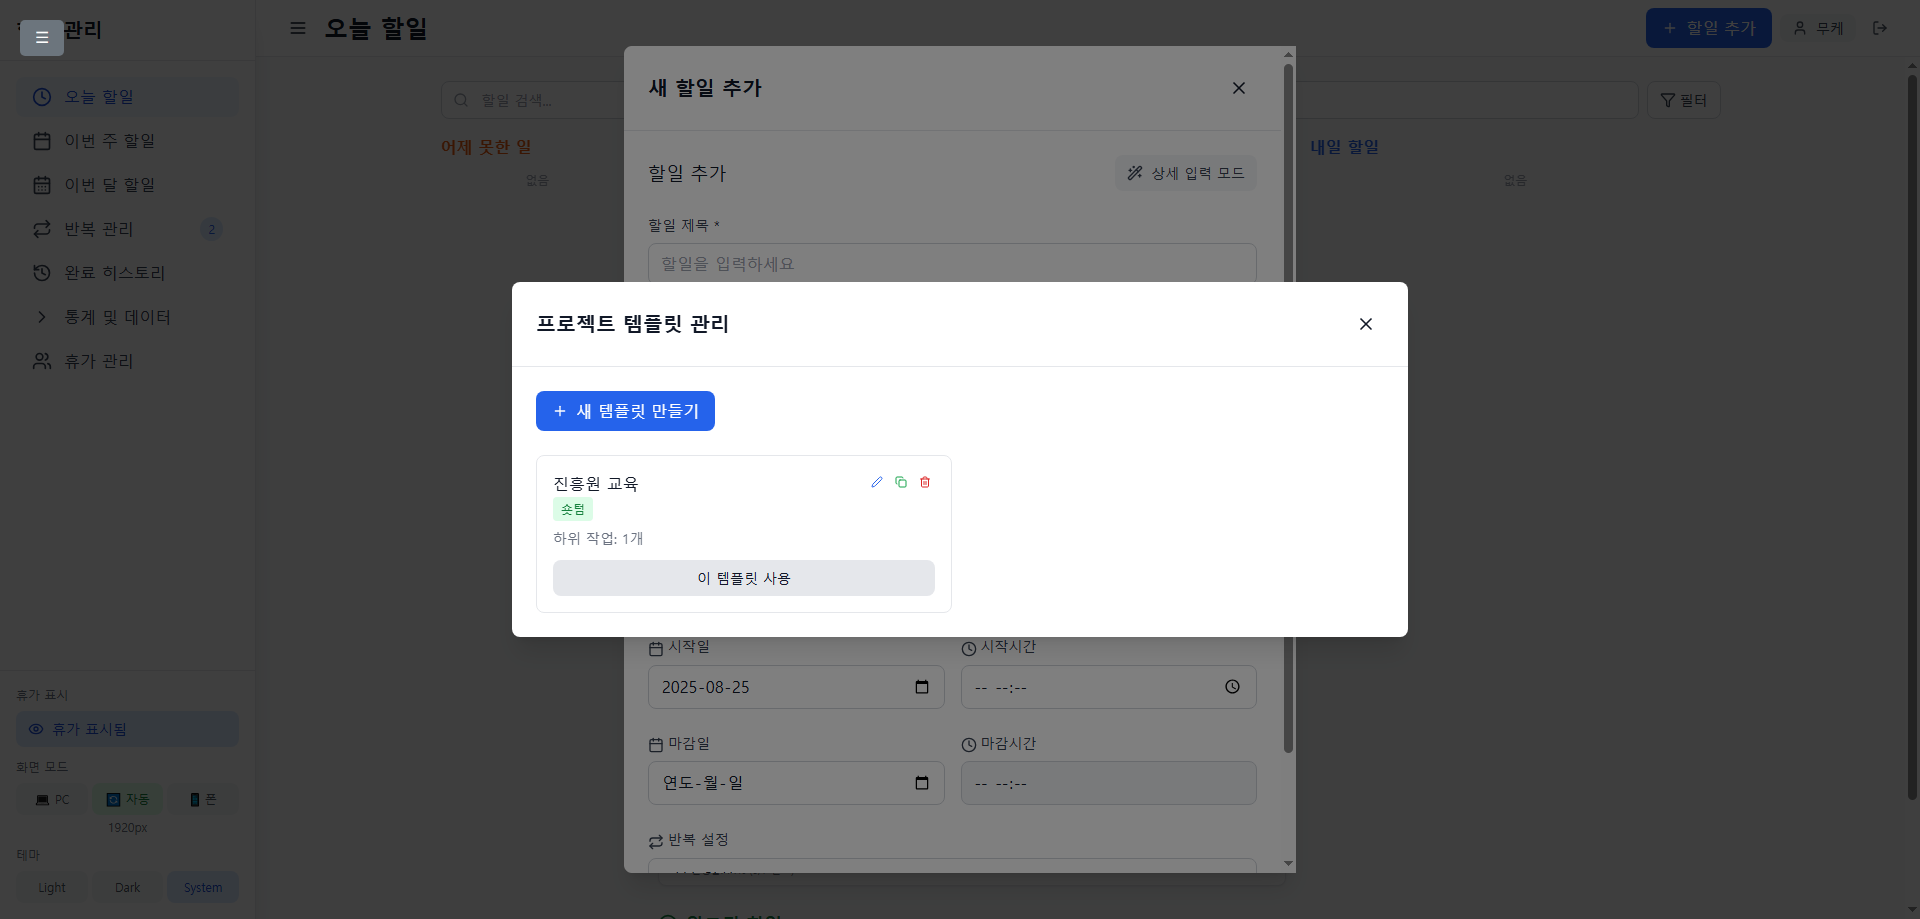 관리
오늘 할일
할일 추가
무케
오늘 할일
이번 주 할일
이번 달 할일
반복 관리
2
완료 히스토리
통계 및 데이터
휴가 관리
휴가 표시
휴가 표시됨
화면 모드
PC
자동
폰
1920px
테마
Light
Dark
System
할일 검색...
필터
어제 못한 일
없음
내일 할일
없음
새 할일 추가
할일 추가
상세 입력 모드
할일 제목 *
할일을 입력하세요
프로젝트 템플릿 관리
새 템플릿 만들기
진흥원 교육
숏텀
하위 작업: 1개
이 템플릿 사용
시작일
시작시간
2025-08-25
-- --:--
마감일
마감시간
연도-월-일
-- --:--
반복 설정